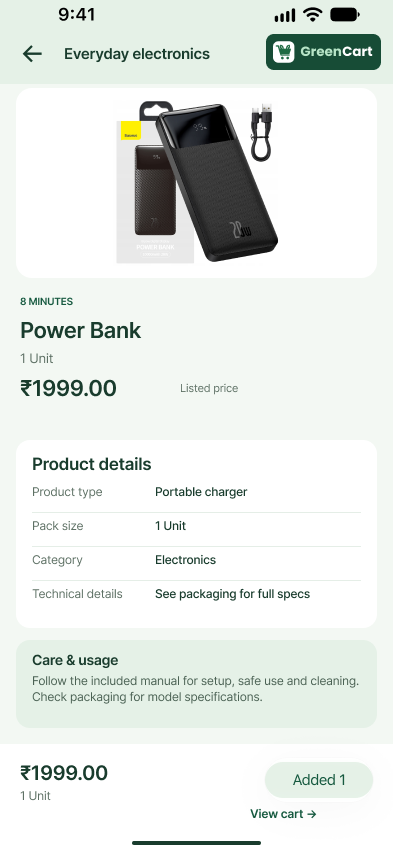 9:41
Everyday electronics
GreenCart
Baseus
POWER BANK
20W
8 MINUTES
Power Bank
1 Unit
₹1999.00
Listed price
Product details
Product type Portable charger
Pack size 1 Unit
Category Electronics
Technical details See packaging for full specs
Care & usage
Follow the included manual for setup, safe use and cleaning.
Check packaging for model specifications.
₹1999.00
Added 1
1 Unit
View cart →